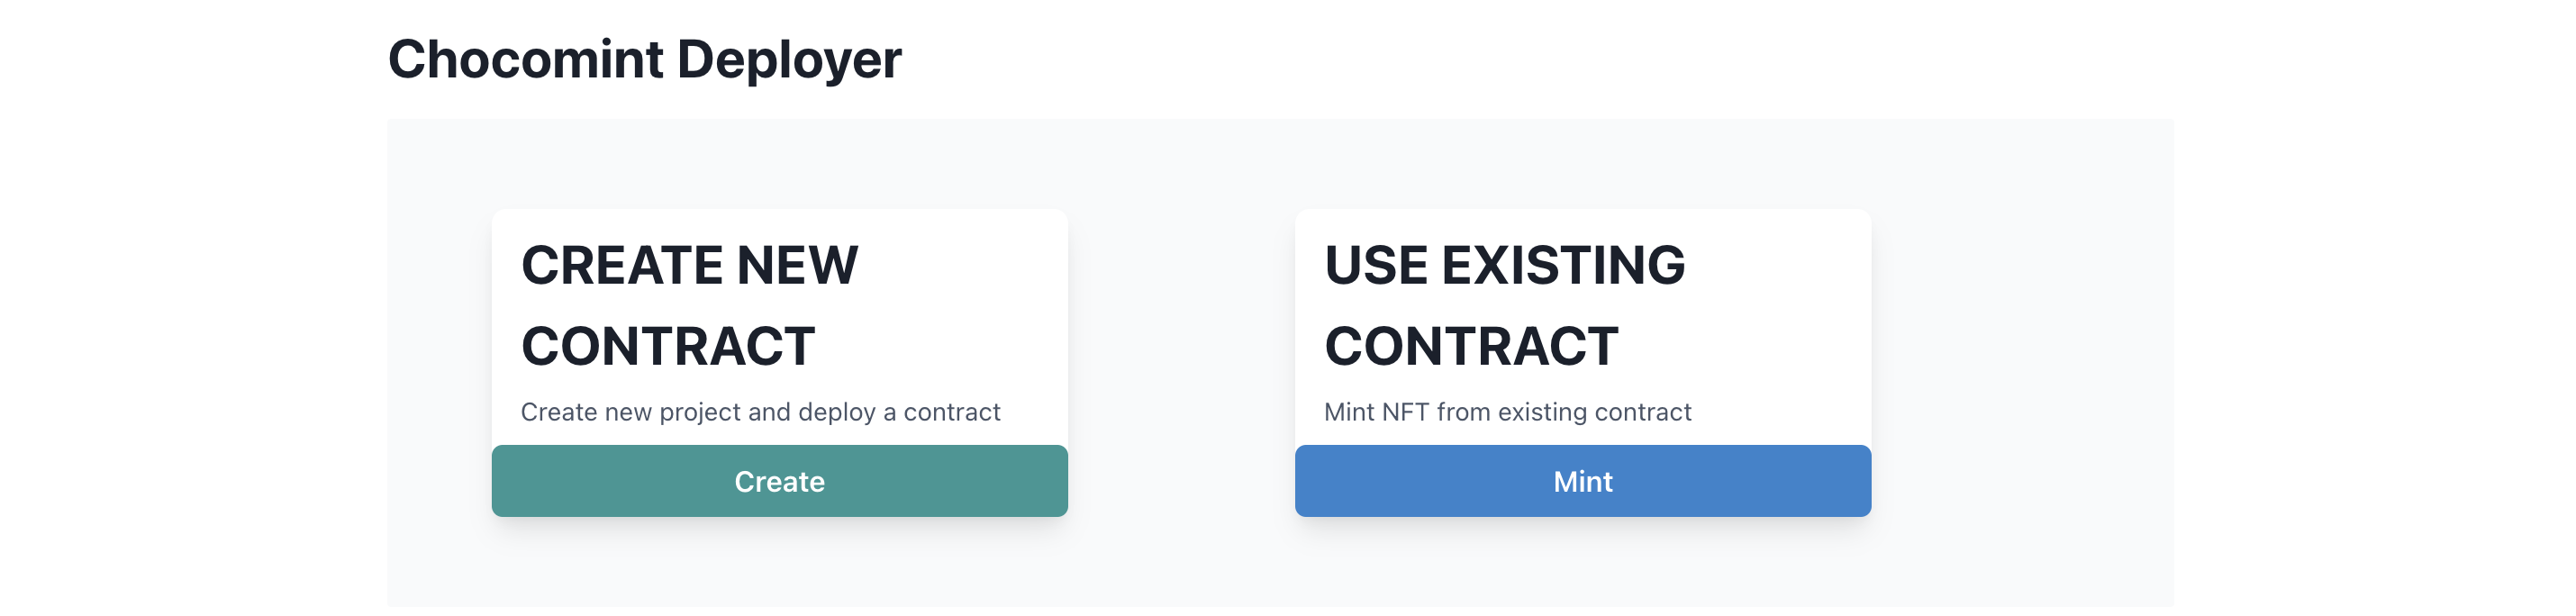 Chocomint Deployer
CREATE NEW
CONTRACT
Create new project and deploy a contract
Create
USE EXISTING
CONTRACT
Mint NFT from existing contract
Mint